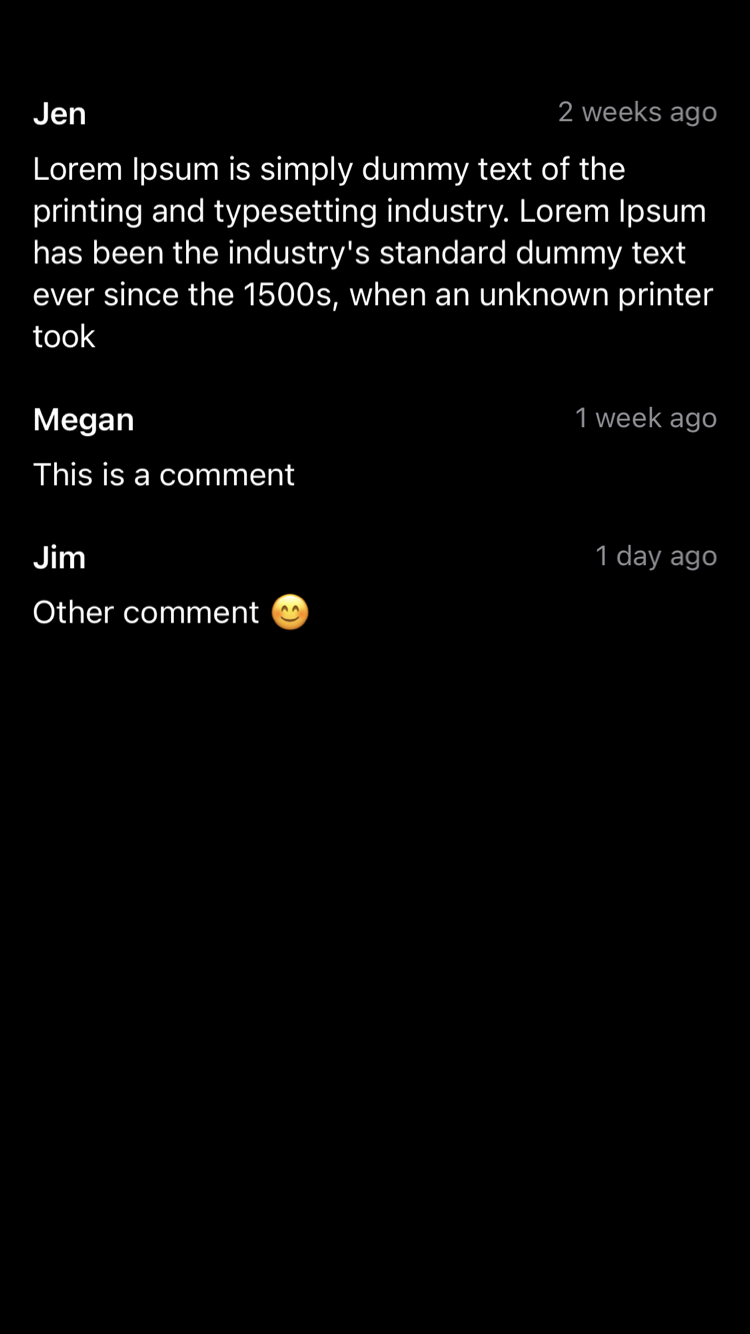 Jen 2 weeks ago
Lorem Ipsum is simply dummy text of the
printing and typesetting industry. Lorem Ipsum
has been the industry's standard dummy text
ever since the 1500s, when an unknown printer
took
Megan 1 week ago
This is a comment
Jim 1 day ago
Other comment 😊